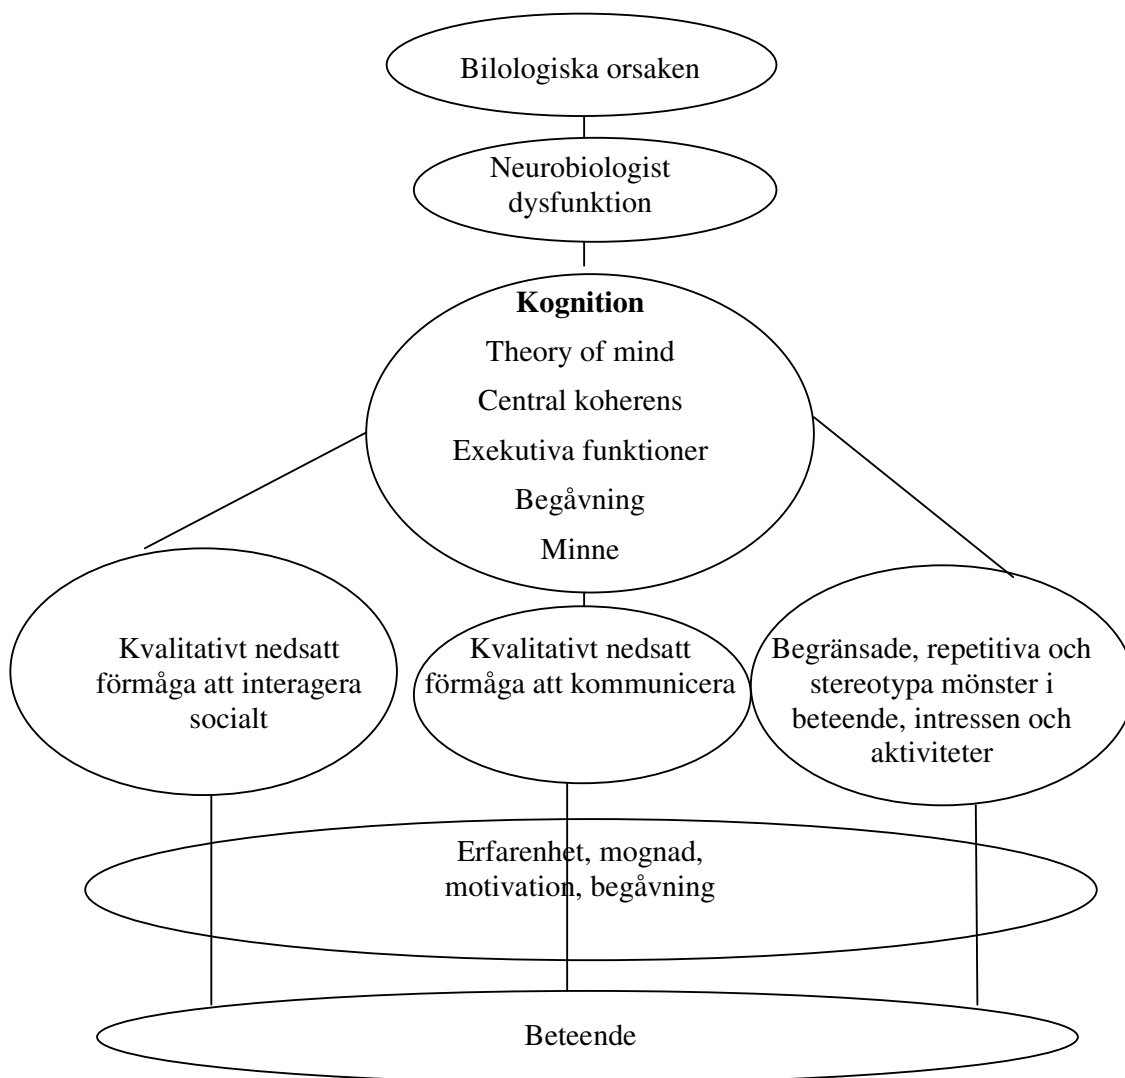 Bilologiska orsaken
Neurobiologist
dysfunktion
Kognition
Theory of mind
Central koherens
Exekutiva funktioner
Begåvning
Minne
Kvalitativt nedsatt
förmåga att interagera
socialt
Kvalitativt nedsatt
förmåga att kommunicera
Begränsade, repetitiva och
stereotypa mönster i
beteende, intressen och
aktiviteter
Erfarenhet, mognad,
motivation, begåvning
Beteende